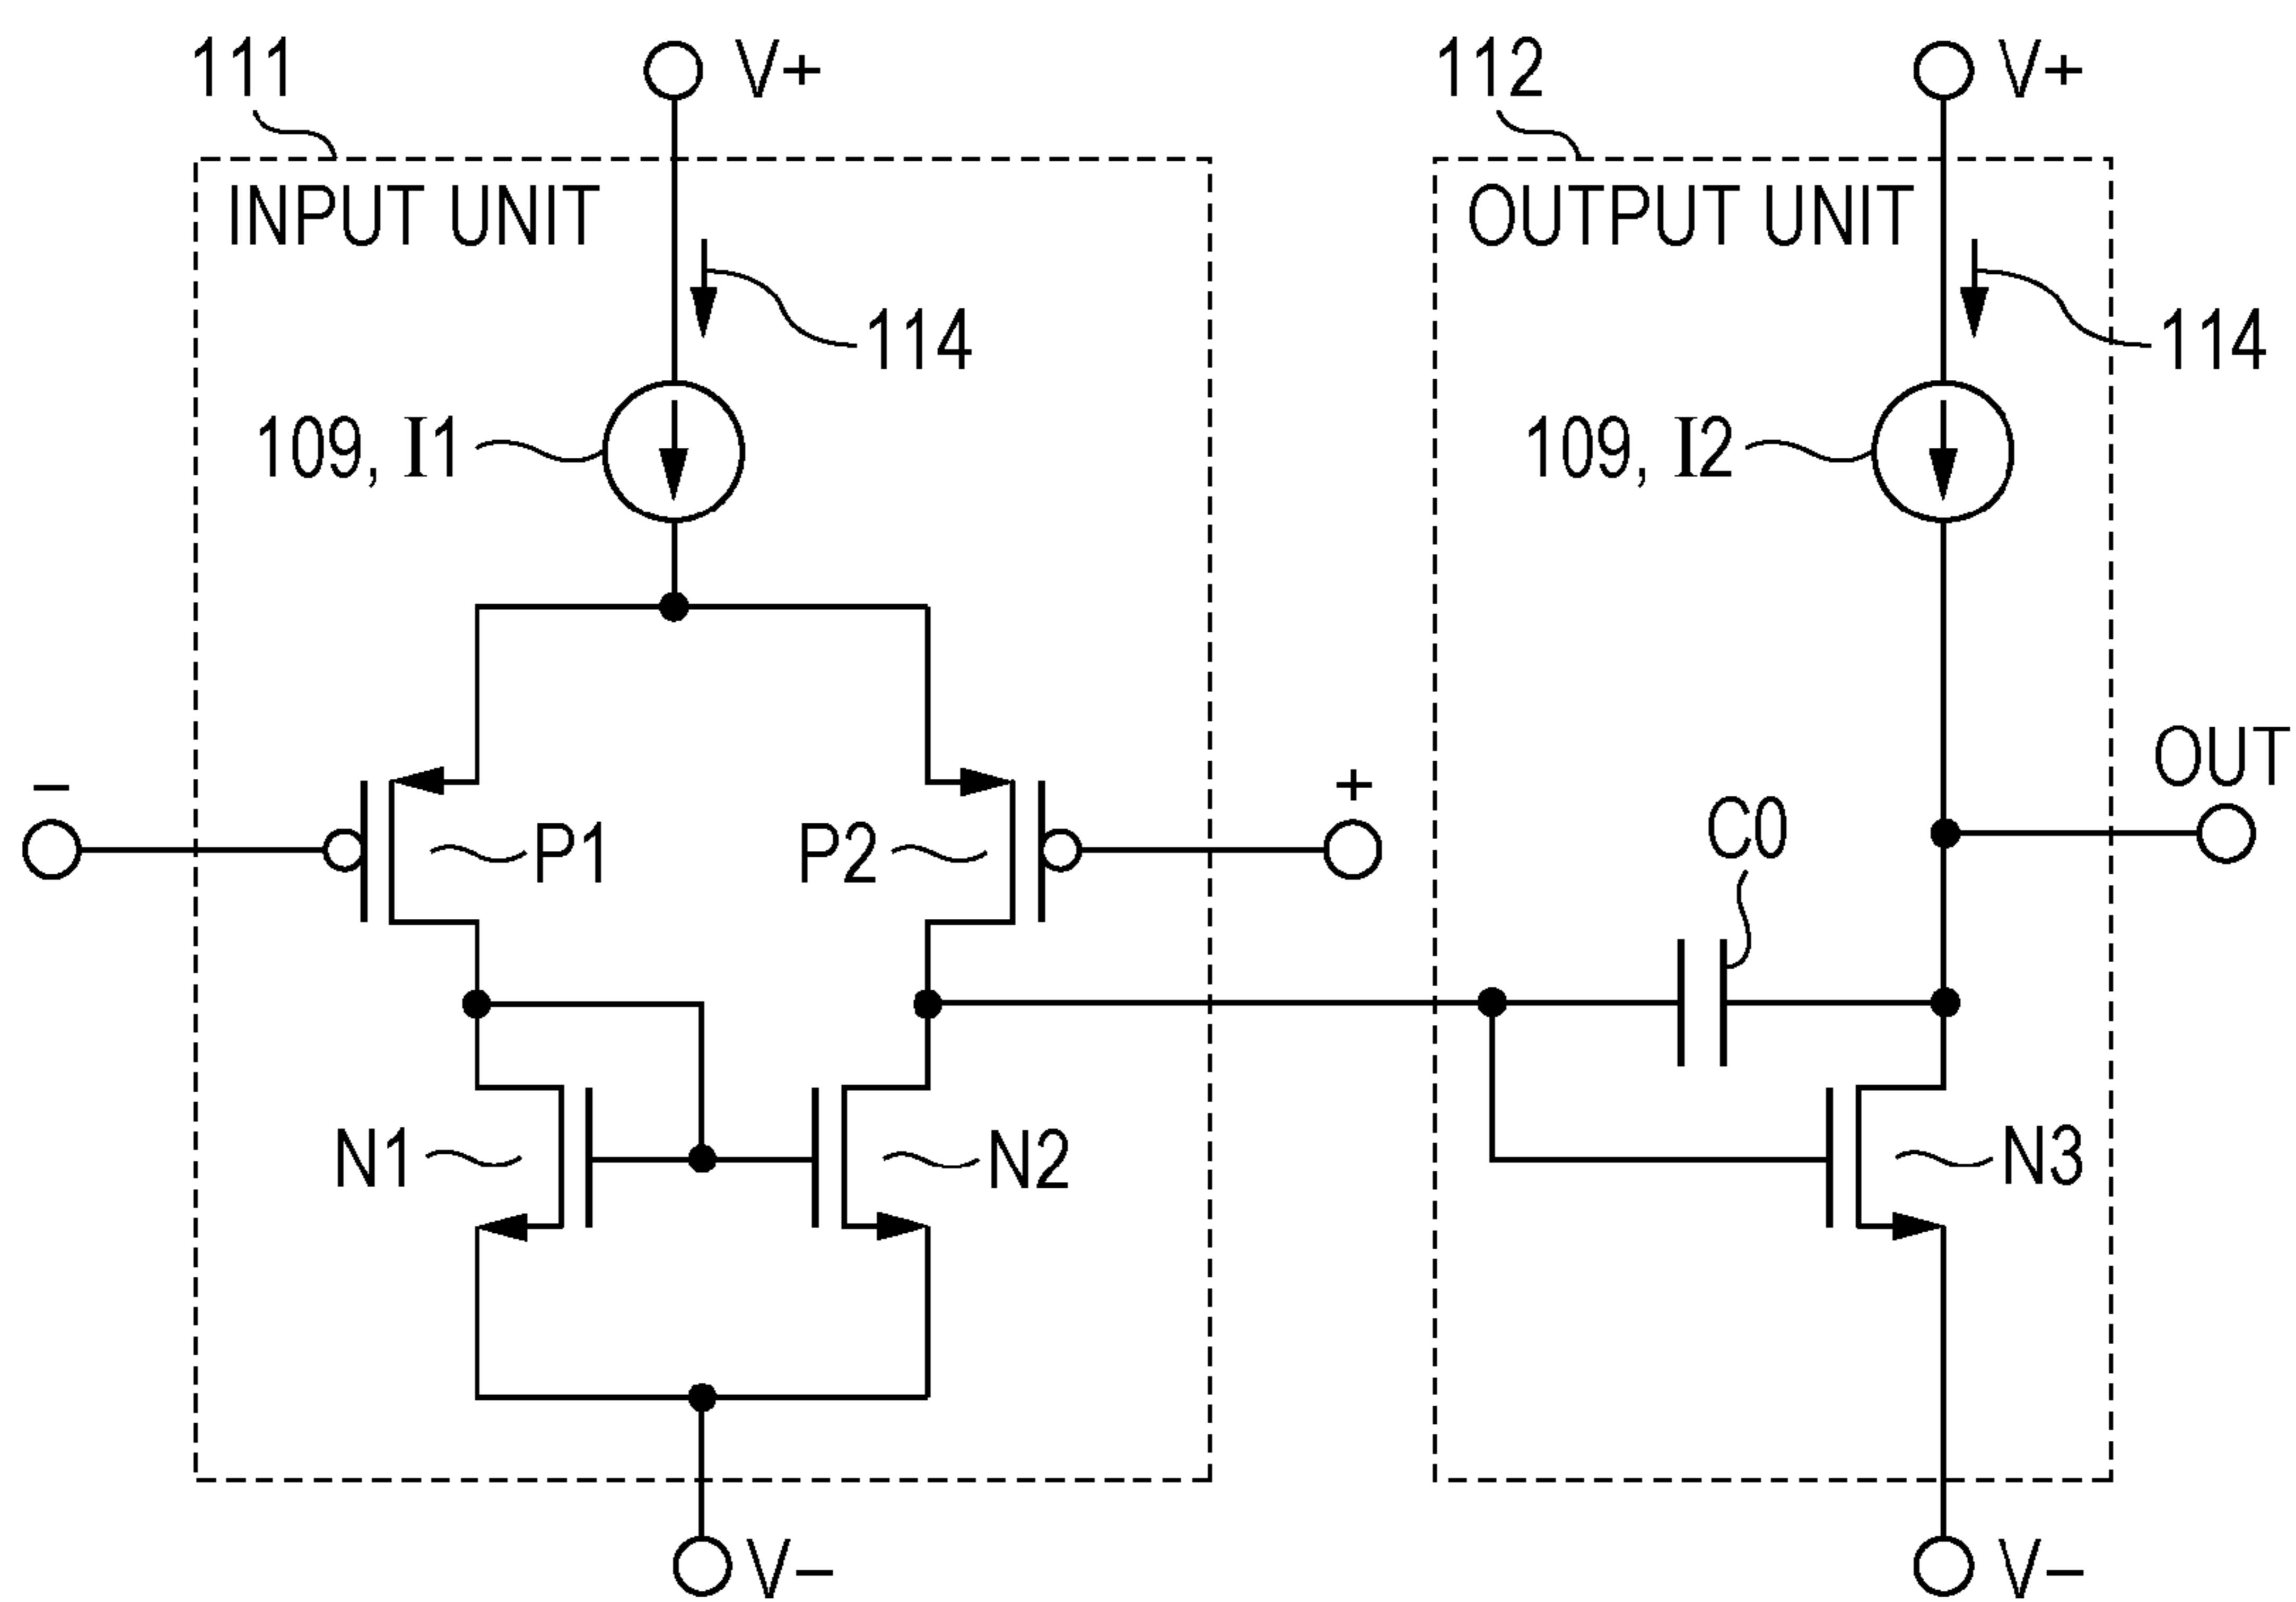 111
V+
112
V+
INPUT UNIT
OUTPUT UNIT
114
114
109, I1
109, I2
OUT
−
+
C0
P1
P2
N1
N2
N3
V−
V−